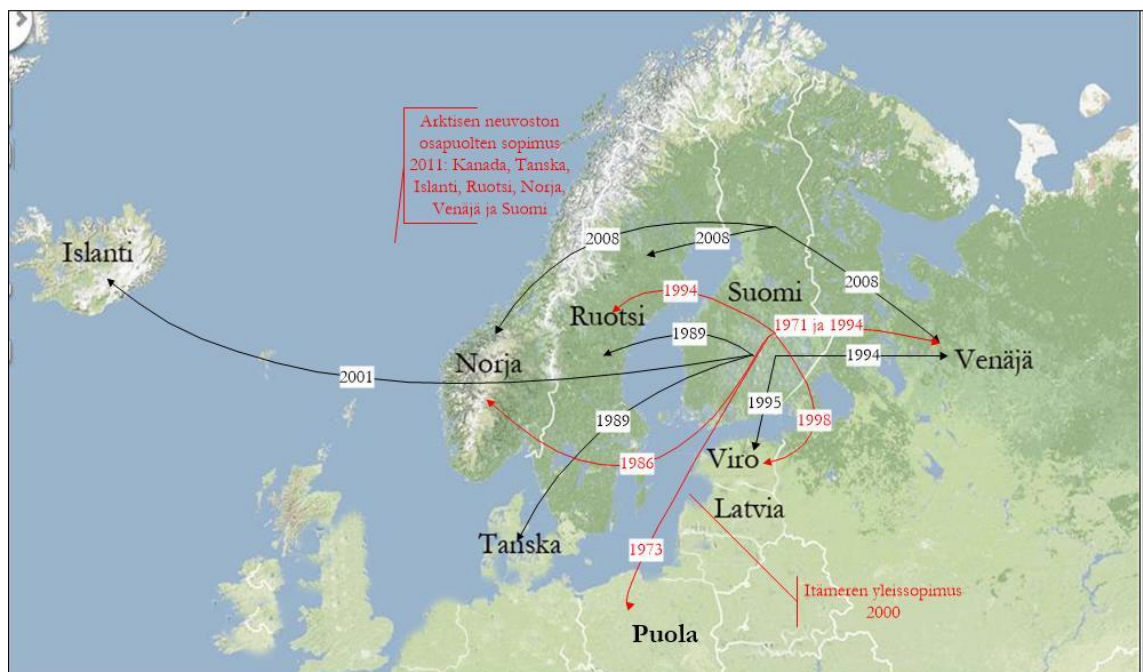 Arktisen neuvoston
osapuolten sopimus
2011: Kanada, Tanska,
Islanti, Ruotsi, Norja,
Venäjä ja Suomi
2008
2008
Islanti
2008
1994
Suomi
Ruotsi
1971 ja 1994
1989
Norja
1994
Venäjä
2001
1995
1989
1998
Viro
1986
Latvia
Tanska
1973
Itämeren yleissopimus
2000
Puola